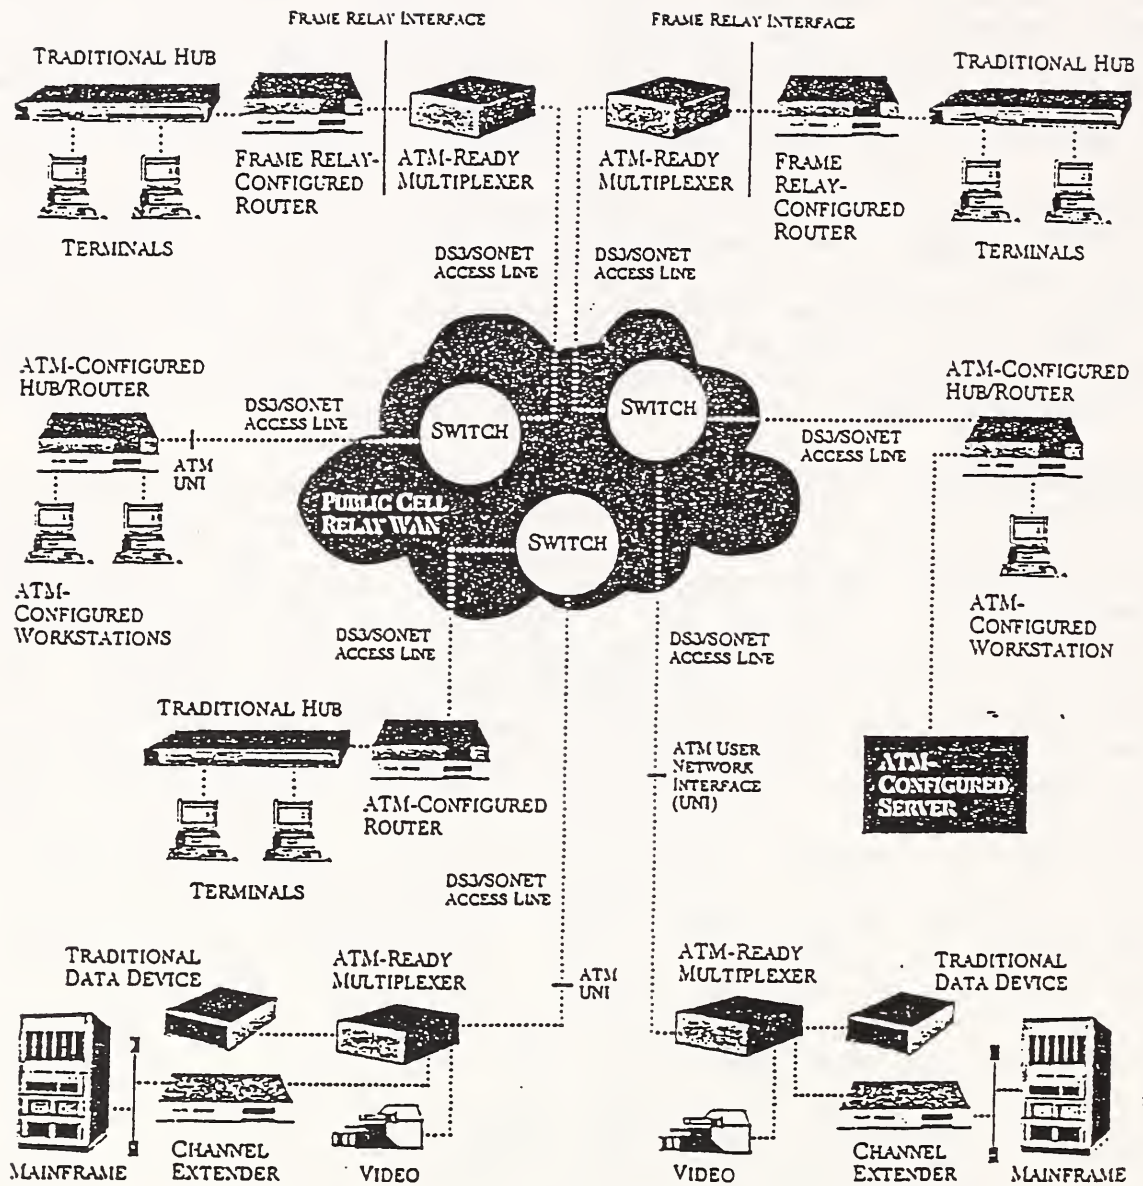 FRAME RELAY INTERFACE
FRAME RELAY INTERFACE
TRADITIONAL HUB
TRADITIONAL HUB
FRAME RELAY-
CONFIGURED
ROUTER
ATM-READY
MULTIPLEXER
ATM-READY
MULTIPLEXER
FRAME
RELAY-
CONFIGURED
ROUTER
TERMINALS
TERMINALS
DS3/SONET
ACCESS LINE
DS3/SONET
ACCESS LINE
ATM-CONFIGURED
HUB/ROUTER
ATM-CONFIGURED
HUB/ROUTER
DS3/SONET
ACCESS LINE
ATM
UNI
SWITCH
SWITCH
DS3/SONET
ACCESS LINE
PUBLIC CELL
RELAY WAN
SWITCH
ATM-
CONFIGURED
WORKSTATIONS
ATM-
CONFIGURED
WORKSTATION
DS3/SONET
ACCESS LINE
DS3/SONET
ACCESS LINE
TRADITIONAL HUB
ATM-CONFIGURED
ROUTER
TERMINALS
ATM USER
NETWORK
INTERFACE
(UNI)
ATM-
CONFIGURED
SERVER
DS3/SONET
ACCESS LINE
TRADITIONAL
DATA DEVICE
ATM-READY
MULTIPLEXER
ATM
UNI
ATM-READY
MULTIPLEXER
TRADITIONAL
DATA DEVICE
MAINFRAME
CHANNEL
EXTENDER
VIDEO
VIDEO
CHANNEL
EXTENDER
MAINFRAME